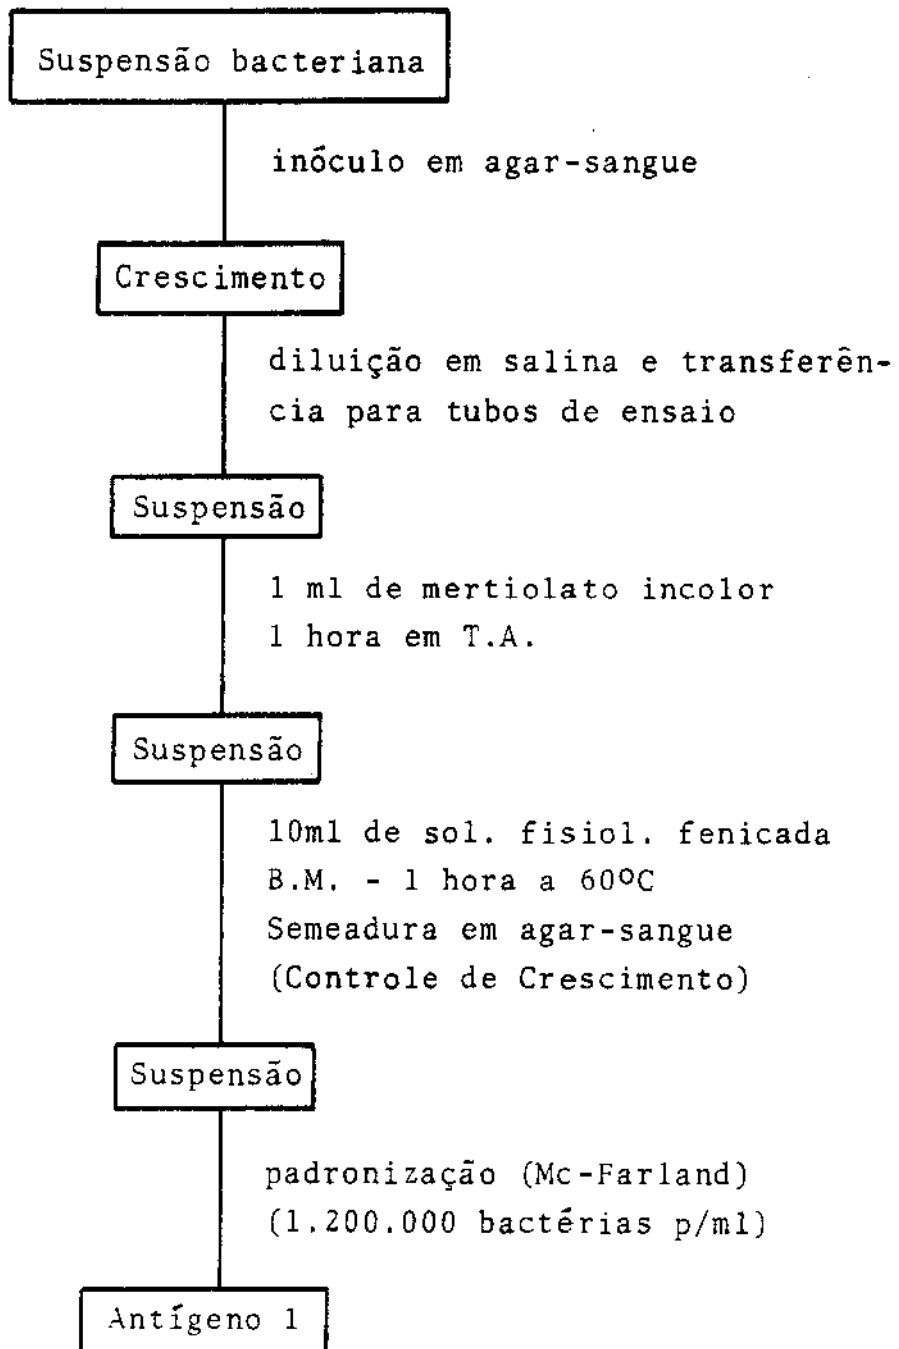 Suspensão bacteriana
inóculo em agar-sangue
Crescimento
diluição em salina e transferên-
cia para tubos de ensaio
Suspensão
1 ml de mertiolato incolor
1 hora em T.A.
Suspensão
10ml de sol. fisiol. fenicada
B.M. - 1 hora a 60ºC
Semeadura em agar-sangue
(Controle de Crescimento)
Suspensão
padronização (Mc-Farland)
(1.200.000 bactérias p/ml)
Antígeno 1